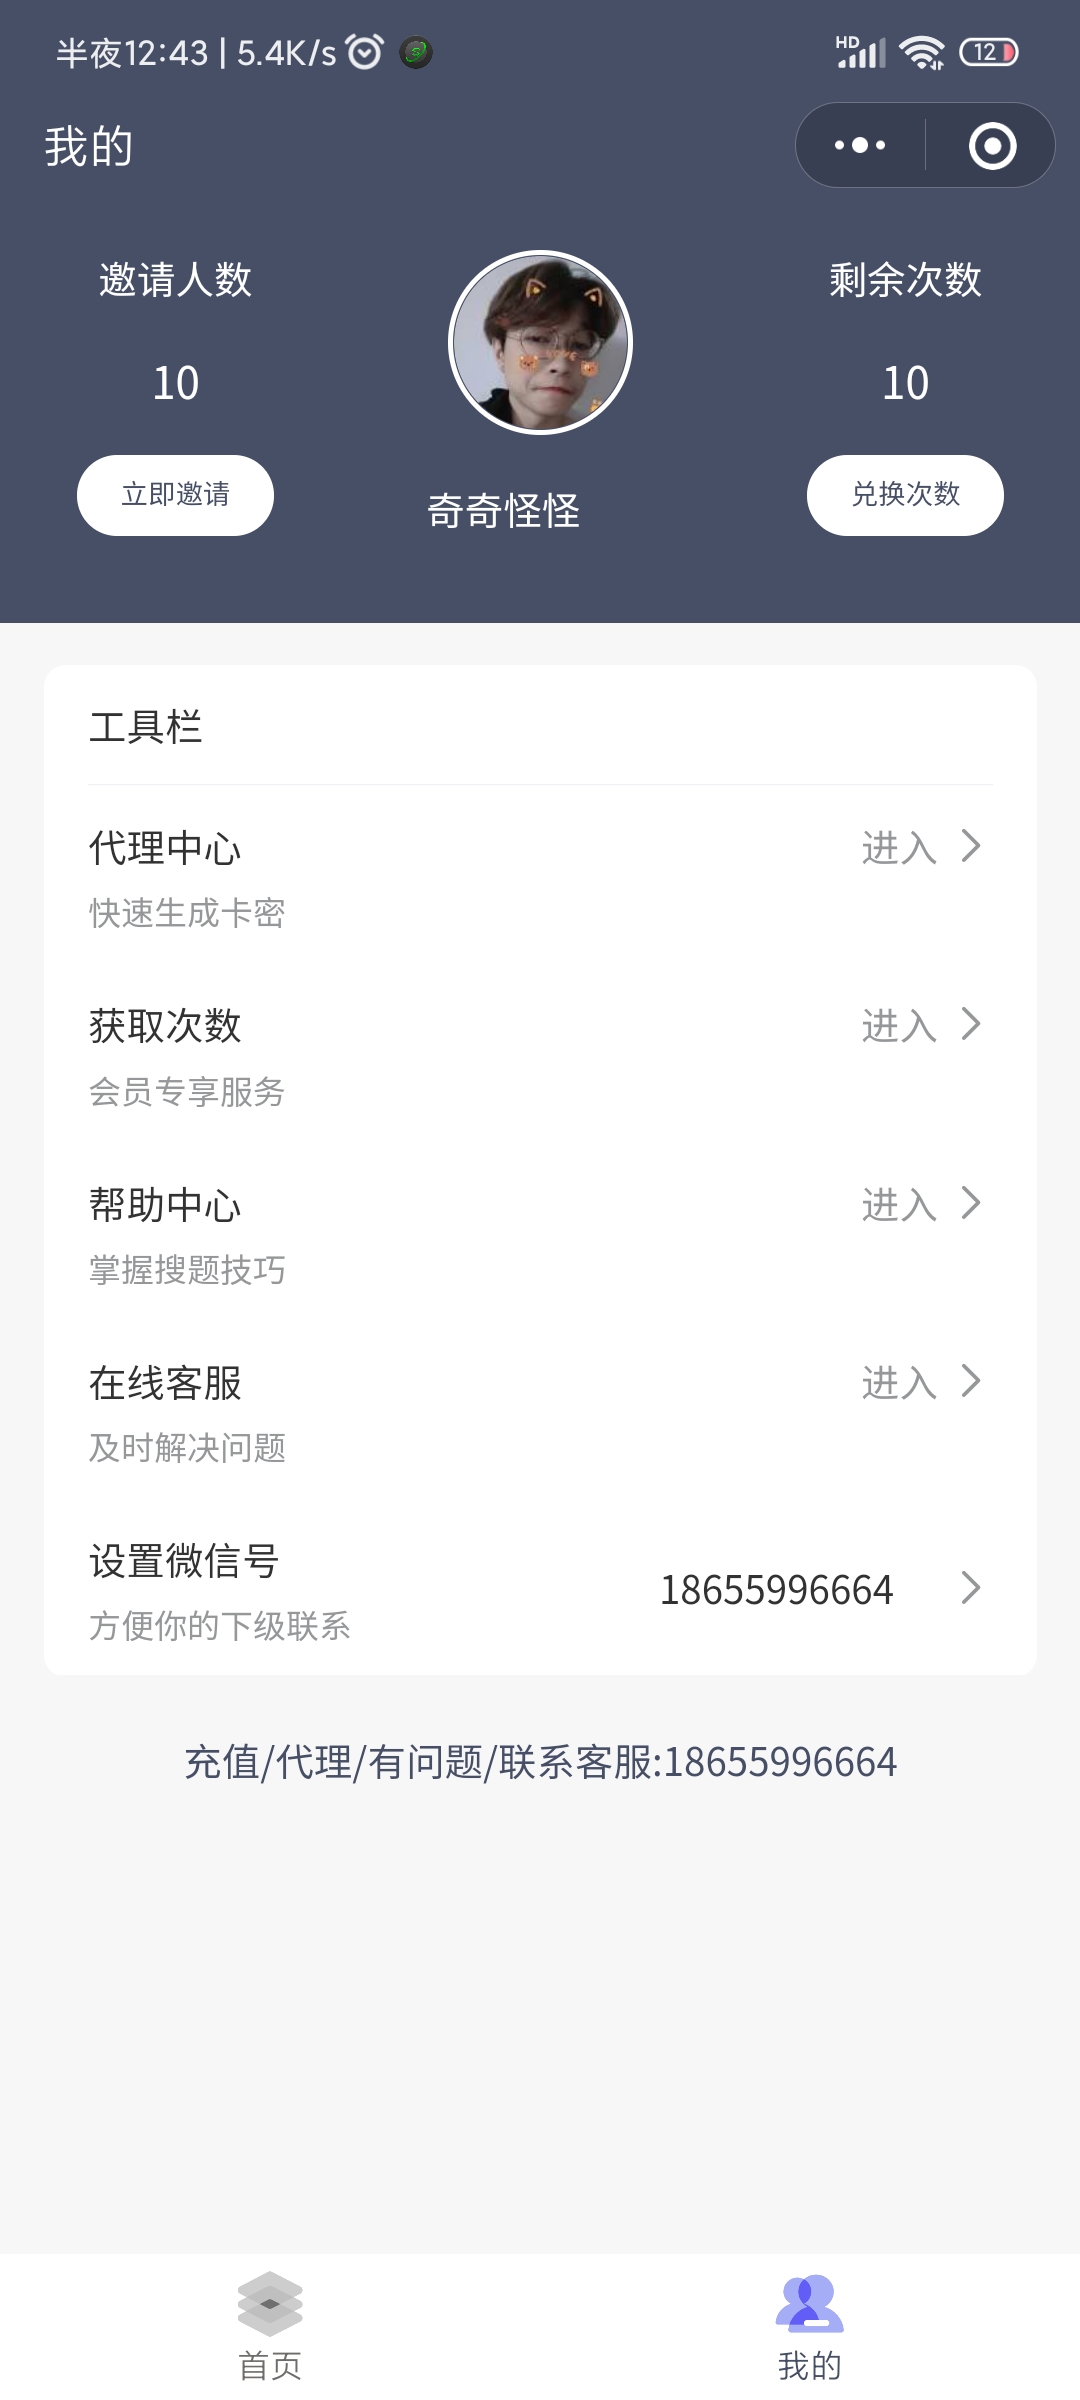 半夜12:43 | 5.4K/s
HD
12
我的
邀请人数
10
立即邀请
奇奇怪怪
剩余次数
10
兑换次数
工具栏
代理中心
进入
快速生成卡密
获取次数
进入
会员专享服务
帮助中心
进入
掌握搜题技巧
在线客服
进入
及时解决问题
设置微信号
18655996664
方便你的下级联系
充值/代理/有问题/联系客服:18655996664
首页
我的